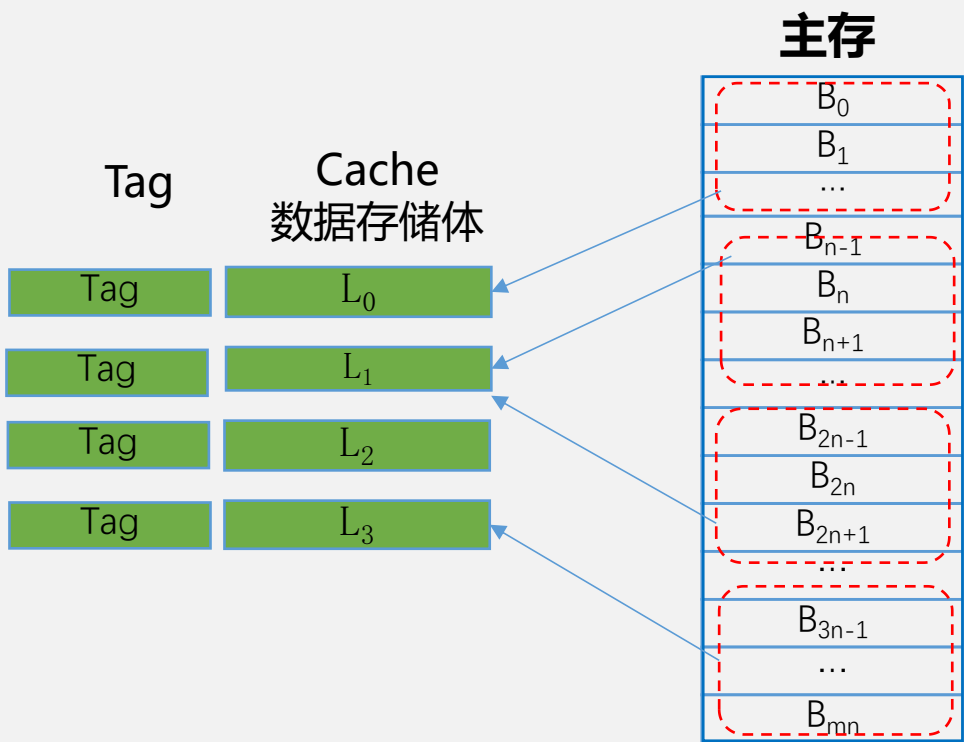 主存
B₀
B₁
...
Bₙ₋₁
Bₙ
Bₙ₊₁
...
B₂ₙ₋₁
B₂ₙ
B₂ₙ₊₁
...
B₃ₙ₋₁
...
Bₘₙ
Tag
Cache
数据存储体
Tag L₀
Tag L₁
Tag L₂
Tag L₃